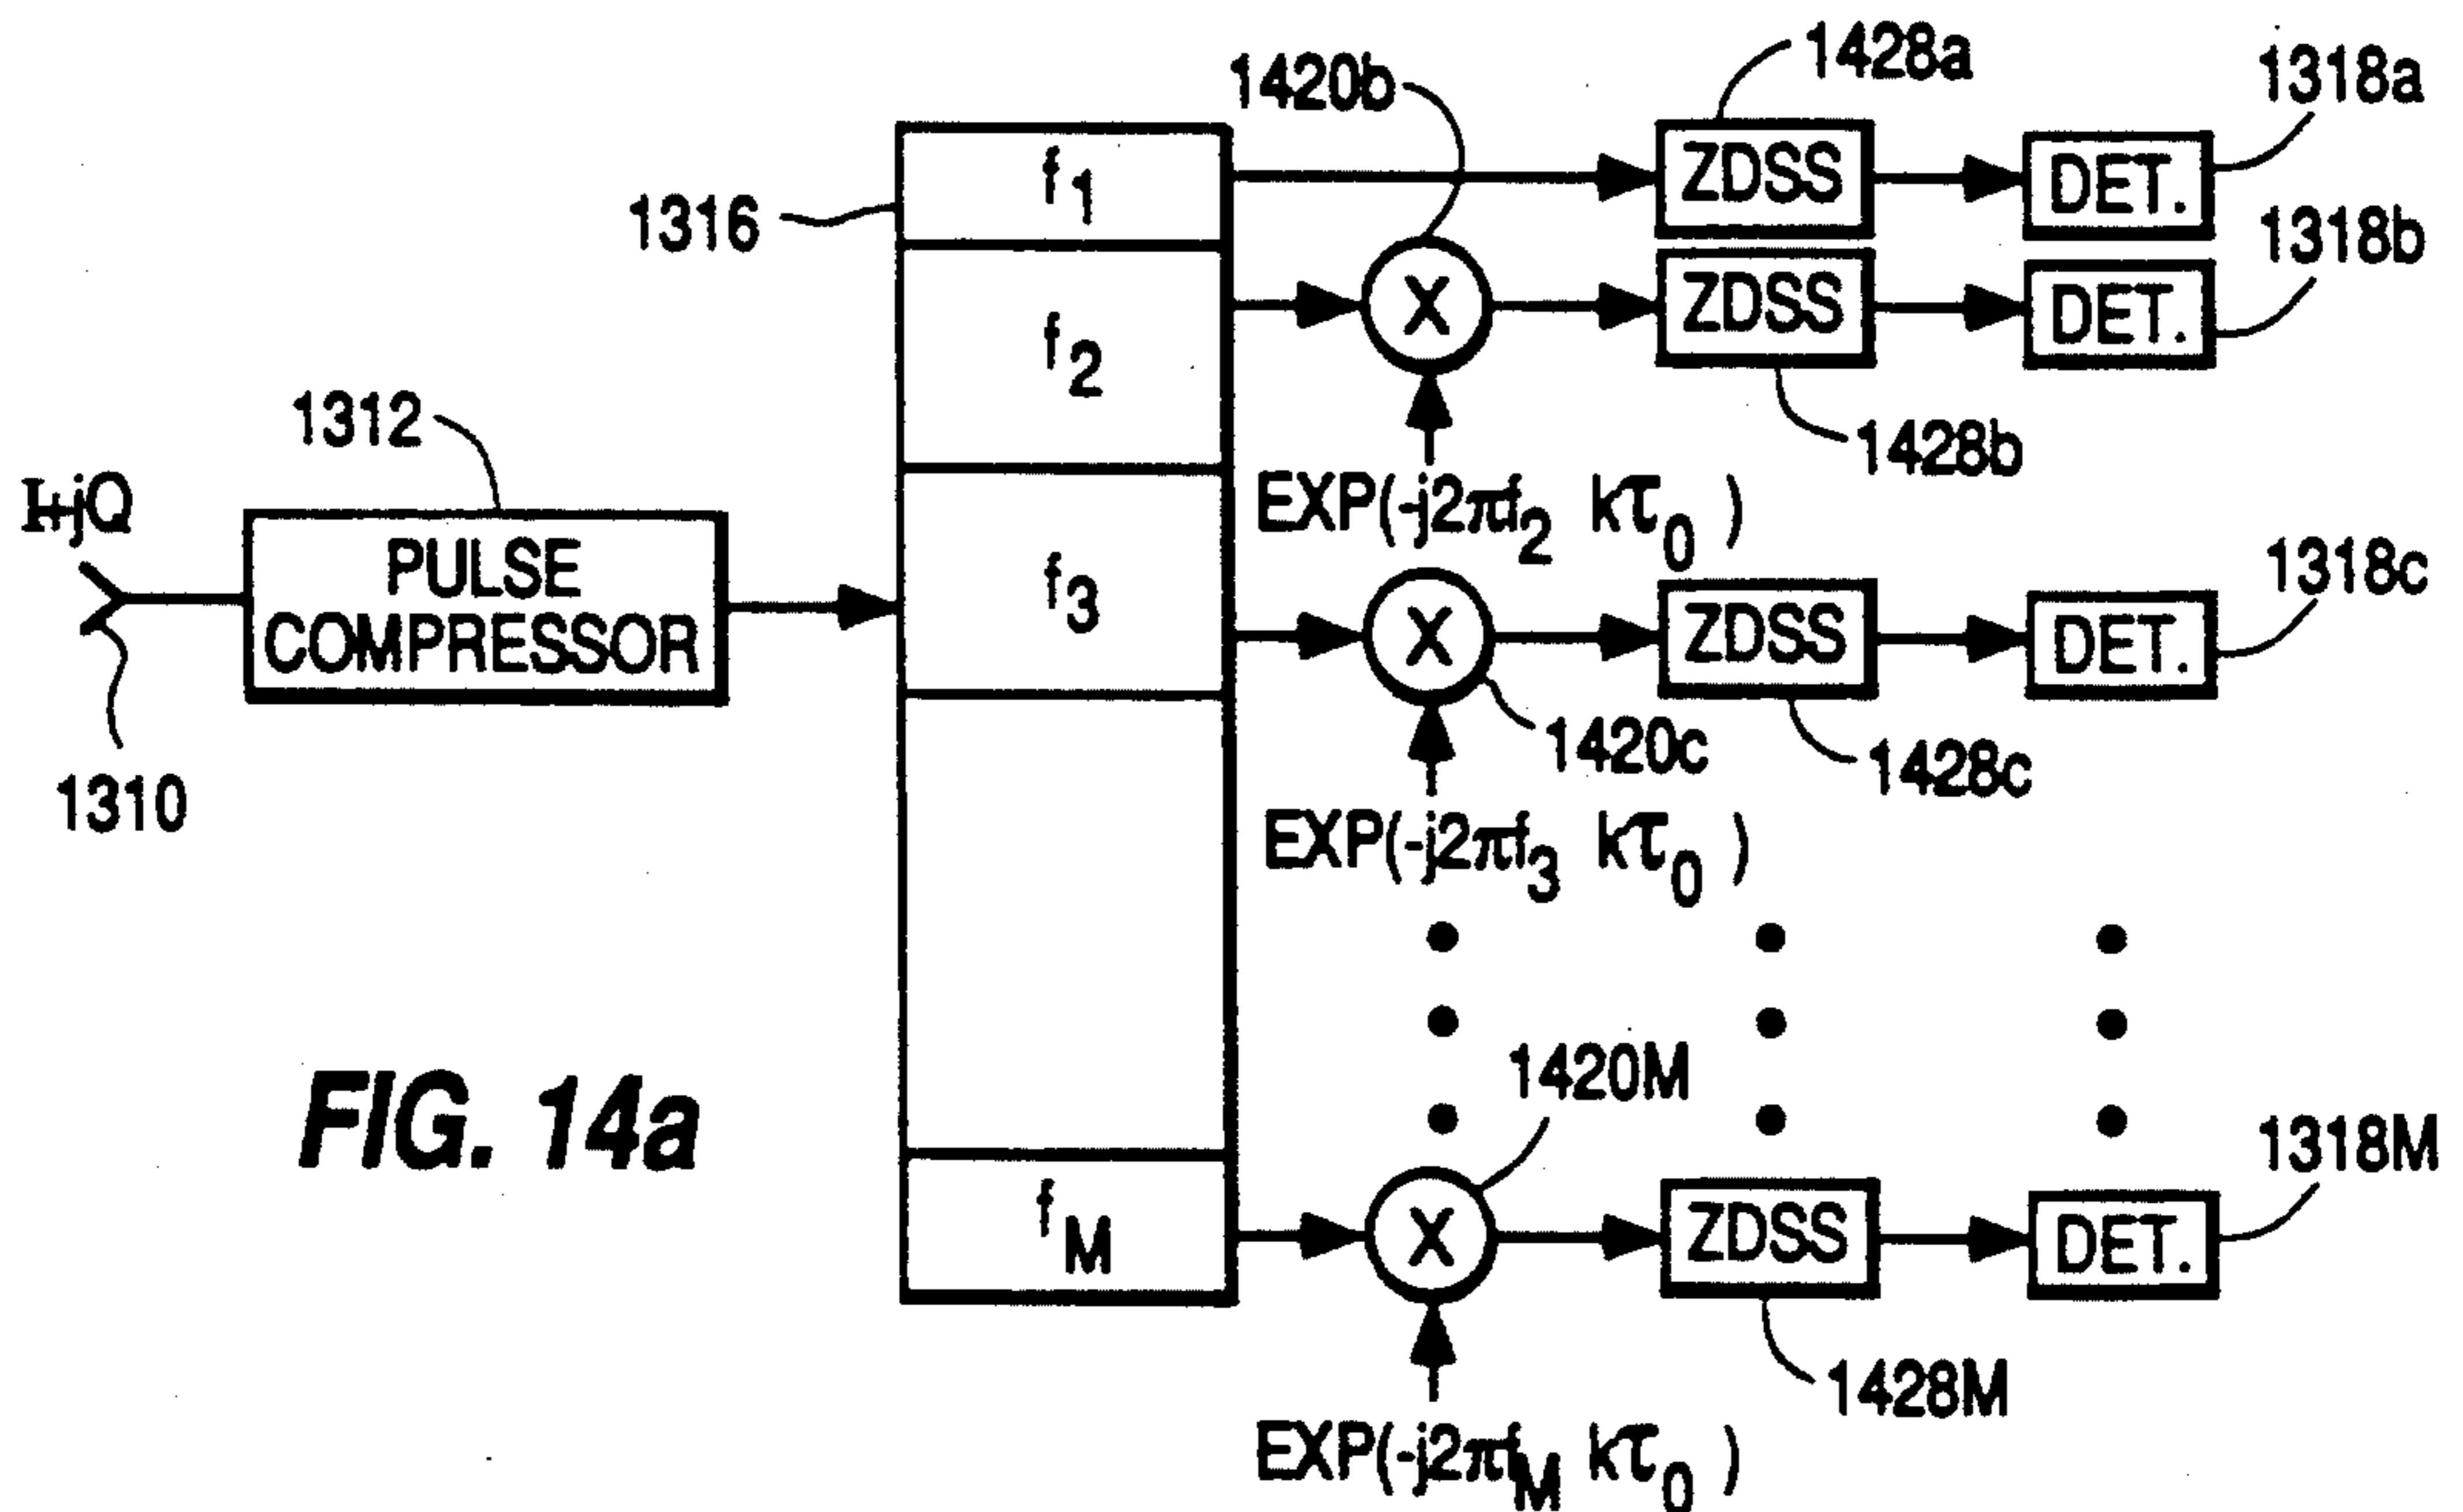 1420b
1428a
1318a
f1
ZDSS
DET.
1316
1318b
f2
X
ZDSS
DET.
1312
1428b
I+jQ
EXP(-j2πf2 kτ0 )
PULSE
COMPRESSOR
f3
X
ZDSS
DET.
1318c
1310
1420c
1428c
EXP(-j2πf3 kτ0 )
FIG. 14a
1420M
1318M
fM
X
ZDSS
DET.
1428M
EXP(-j2πfM kτ0 )